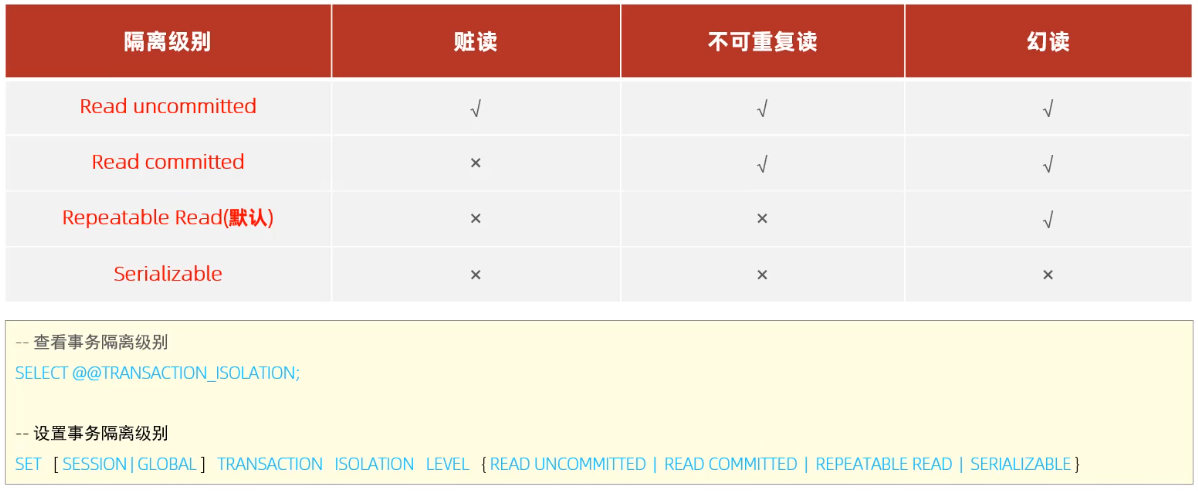 隔离级别 脏读 不可重复读 幻读
Read uncommitted √ √ √
Read committed × √ √
Repeatable Read(默认) × × √
Serializable × × ×
-- 查看事务隔离级别
SELECT @@TRANSACTION_ISOLATION;
-- 设置事务隔离级别
SET [ SESSION | GLOBAL ] TRANSACTION ISOLATION LEVEL { READ UNCOMMITTED | READ COMMITTED | REPEATABLE READ | SERIALIZABLE }